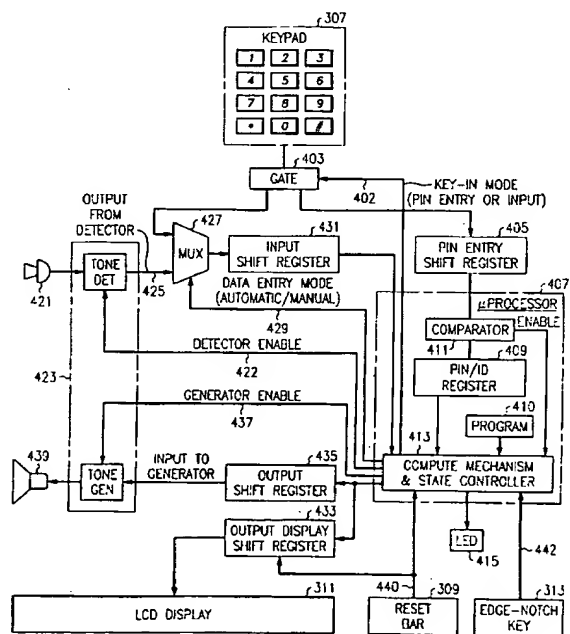 307
KEYPAD
1 2 3
4 5 6
7 8 9
* 0 #
403
GATE
402
KEY-IN MODE
(PIN ENTRY OR INPUT)
OUTPUT
FROM
DETECTOR
427
MUX
431
INPUT
SHIFT REGISTER
405
PIN ENTRY
SHIFT REGISTER
421
TONE
DET
425
DATA ENTRY MODE
(AUTOMATIC/MANUAL)
429
407
μPROCESSOR
ENABLE
COMPARATOR
411
409
PIN/ID
REGISTER
DETECTOR ENABLE
422
423
GENERATOR ENABLE
437
410
PROGRAM
413
COMPUTE MECHANISM
& STATE CONTROLLER
439
TONE
GEN
INPUT TO
GENERATOR
435
OUTPUT
SHIFT REGISTER
433
OUTPUT DISPLAY
SHIFT REGISTER
LED
415
442
311
LCD DISPLAY
440
309
RESET
BAR
313
EDGE-NOTCH
KEY